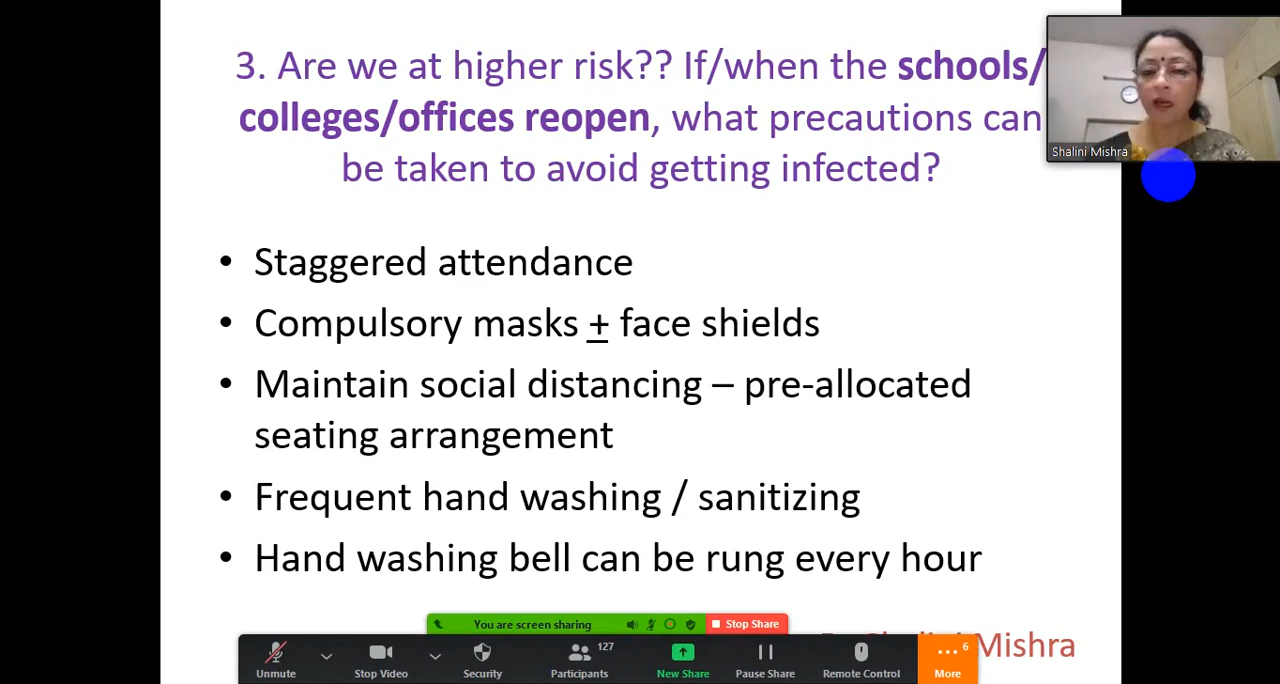 3. Are we at higher risk?? If/when the schools/
colleges/offices reopen, what precautions can
be taken to avoid getting infected?
Shalini Mishra
• Staggered attendance
• Compulsory masks ± face shields
• Maintain social distancing – pre-allocated
seating arrangement
• Frequent hand washing / sanitizing
• Hand washing bell can be rung every hour
You are screen sharing
Stop Share
Mishra
127
6
Unmute
Stop Video
Security
Participants
New Share
Pause Share
Remote Control
More